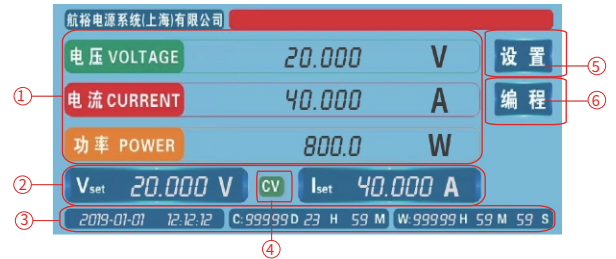 航裕电源系统(上海)有限公司
电压 VOLTAGE 20.000 V 设置 ⑤
① 电流 CURRENT 40.000 A 编程 ⑥
功率 POWER 800.0 W
② Vset 20.000 V CV Iset 40.000 A
③ 2019-01-01 12:12:12 C:99999 D 23 H 59 M W:99999 H 59 M 59 S
④